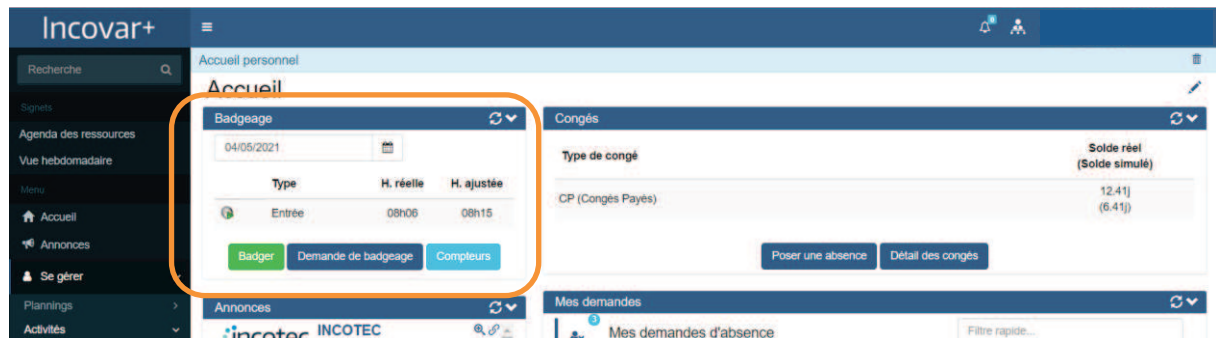 Incovar+
Recherche
Signets
Agenda des ressources
Vue hebdomadaire
Menu
Accueil
Annonces
Se gérer
Plannings
Activités
Accueil personnel
Accueil
Badgeage
04/05/2021
Type H. réelle H. ajustée
Entrée 08h06 08h15
Badger Demande de badgeage Compteurs
Congés
Type de congé Solde réel
(Solde simulé)
CP (Congés Payés) 12.41j
(6.41j)
Poser une absence Détail des congés
Annonces
incotec INCOTEC
Mes demandes
3
Mes demandes d'absence
Filtre rapide...